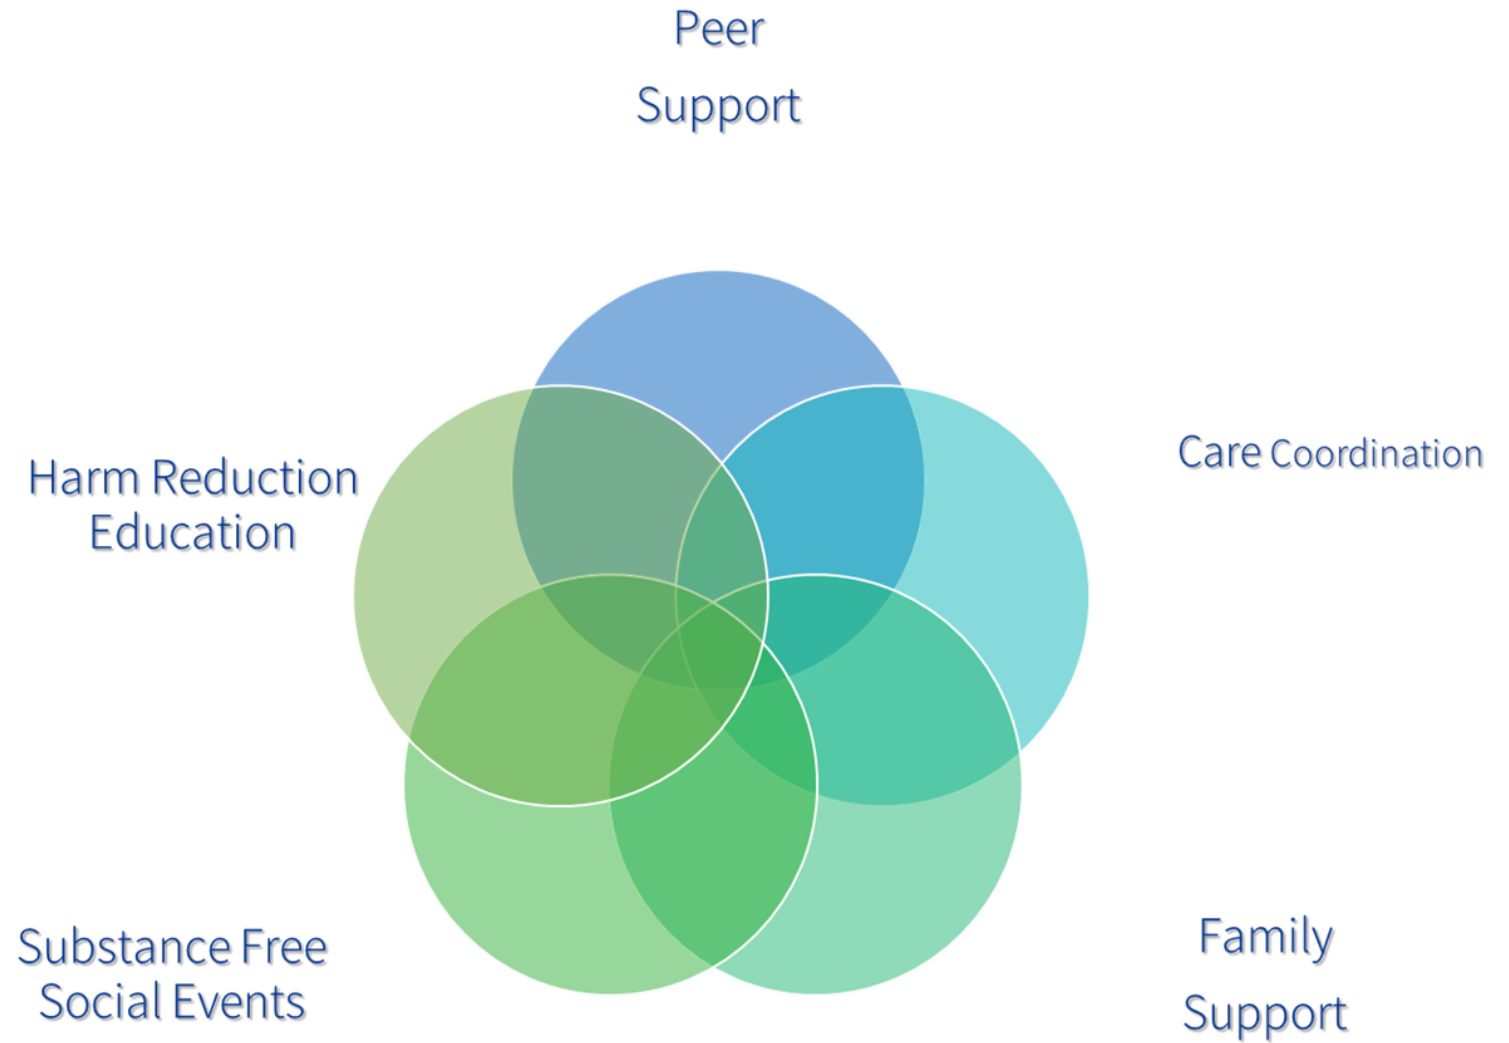 Peer
Support
Care Coordination
Harm Reduction
Education
Substance Free
Social Events
Family
Support